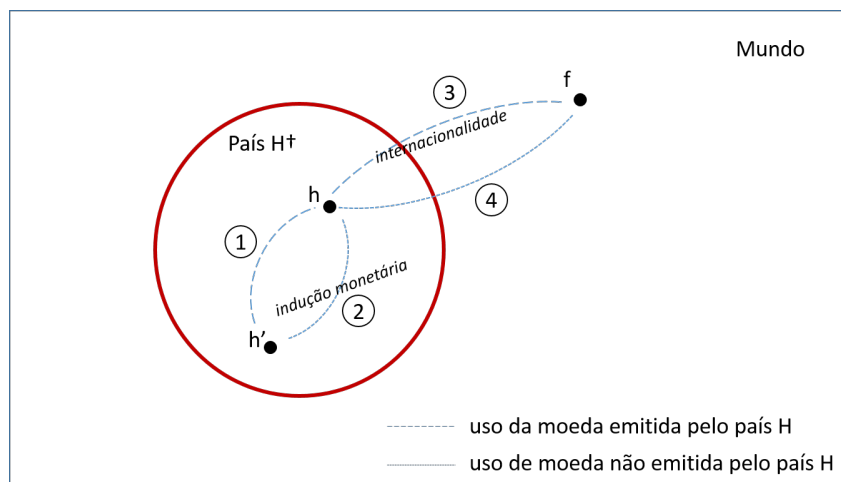 Mundo
f
3
internacionalidade
País H†
h
4
1
indução monetária
2
h’
uso da moeda emitida pelo país H
uso de moeda não emitida pelo país H